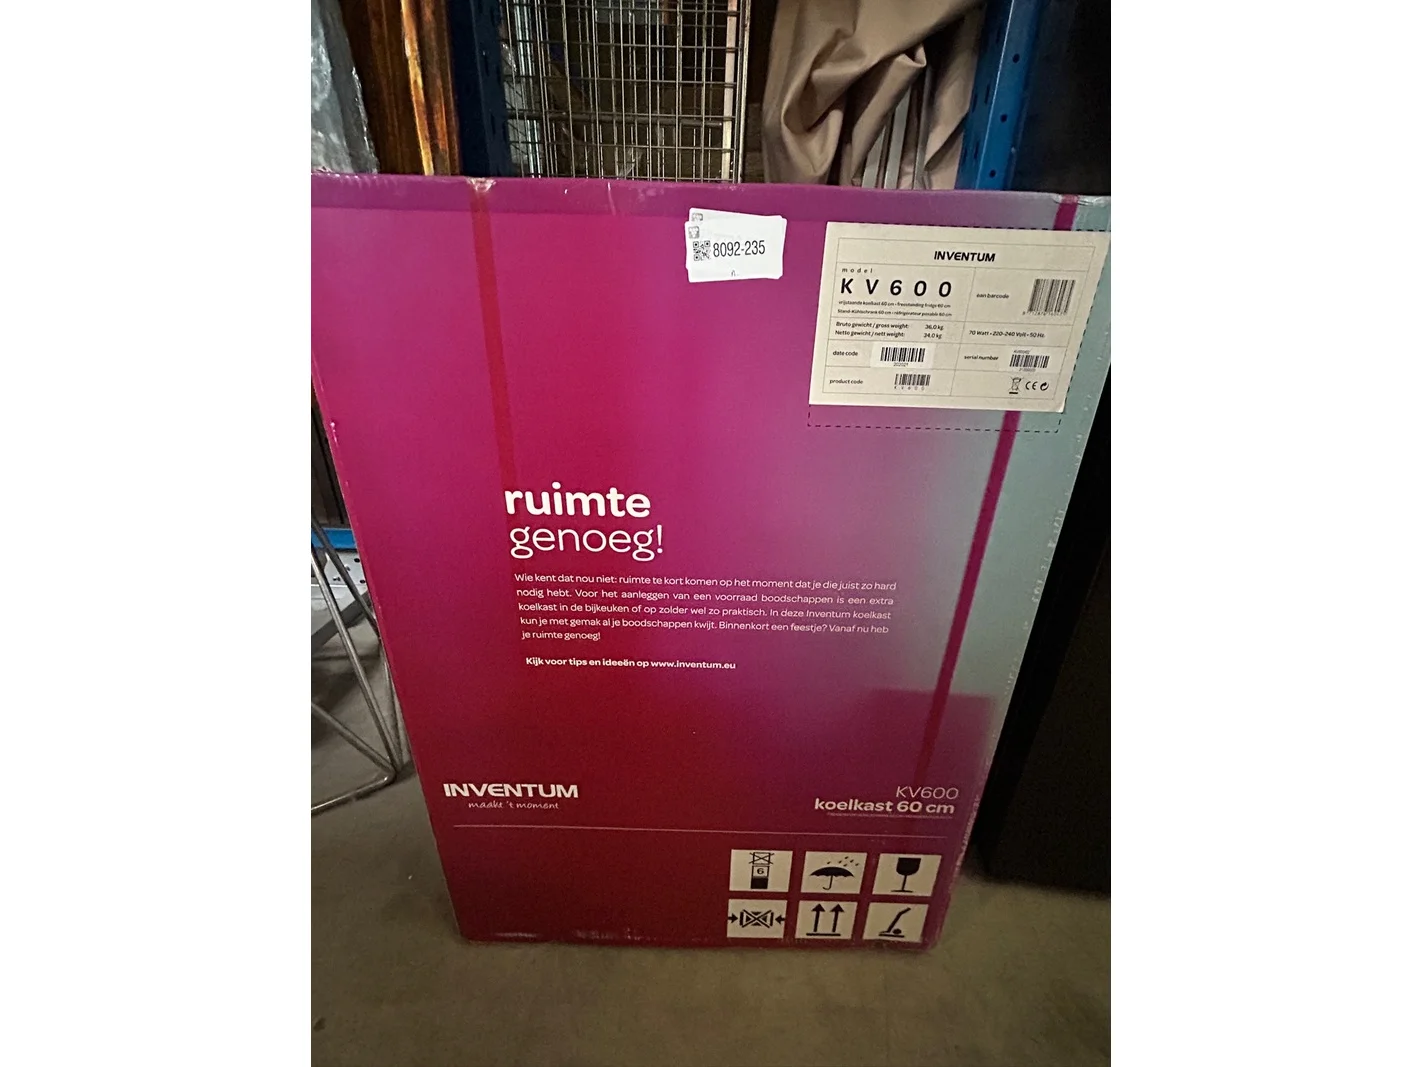 8092-235
INVENTUM
model
KV600
vrijstaande koelkast 60 cm • freestanding fridge 60 cm
Stand-Kühlschrank 60 cm • réfrigérateur posable 60 cm
ean barcode
Bruto gewicht / gross weight: 36,0 kg
Netto gewicht / nett weight: 34,0 kg
70 Watt • 220-240 Volt ~ 50 Hz
date code
202021
serial number
product code
KV600
CE
ruimte
genoeg!
Wie kent dat nou niet: ruimte te kort komen op het moment dat je die juist zo hard
nodig hebt. Voor het aanleggen van een voorraad boodschappen is een extra
koelkast in de bijkeuken of op zolder wel zo praktisch. In deze Inventum koelkast
kun je met gemak al je boodschappen kwijt. Binnenkort een feestje? Vanaf nu heb
je ruimte genoeg!
Kijk voor tips en ideeën op www.inventum.eu
INVENTUM
maakt 't moment
KV600
koelkast 60 cm
6